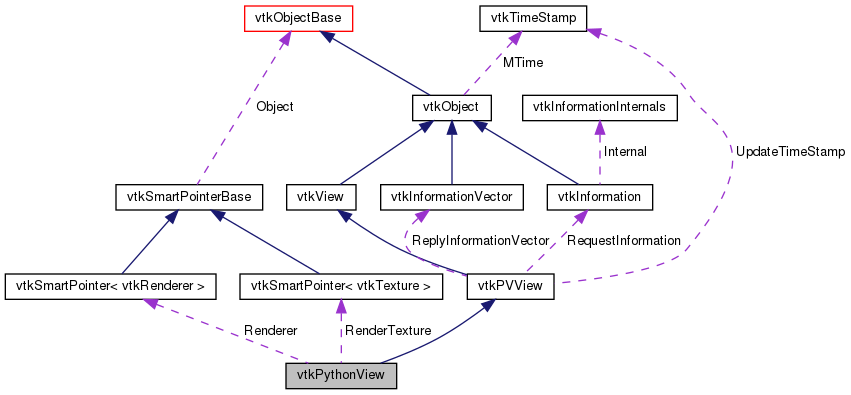 vtkObjectBase
vtkTimeStamp
MTime
Object
vtkObject
vtkInformationInternals
Internal
UpdateTimeStamp
vtkSmartPointerBase
vtkView
vtkInformationVector
vtkInformation
ReplyInformationVector
RequestInformation
vtkSmartPointer< vtkRenderer >
vtkSmartPointer< vtkTexture >
vtkPVView
Renderer
RenderTexture
vtkPythonView